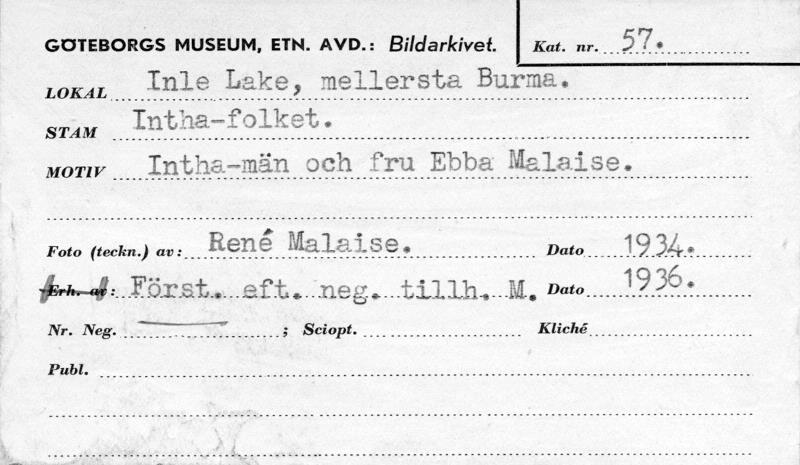 GÖTEBORGS MUSEUM, ETN. AVD.: Bildarkivet. Kat. nr. 57.
LOKAL Inle Lake, mellersta Burma.
STAM Intha-folket.
MOTIV Intha-män och fru Ebba Malaise.
Foto (teckn.) av: René Malaise. Dato 1934.
Erh. av: Först. eft. neg. tillh. M. Dato 1936.
Nr. Neg. ; Sciopt. Kliché
Publ.